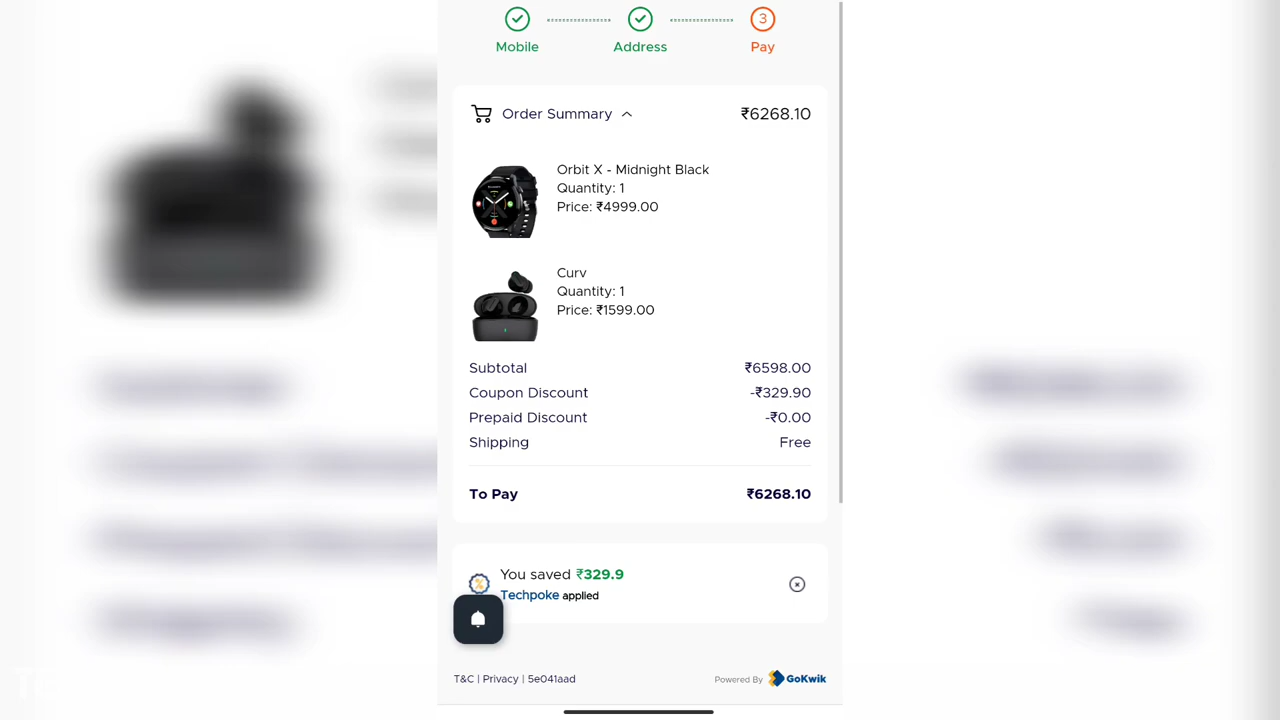 3
Mobile
Address
Pay
Order Summary
₹6268.10
Orbit X - Midnight Black
Quantity: 1
Price: ₹4999.00
Curv
Quantity: 1
Price: ₹1599.00
Subtotal
₹6598.00
Coupon Discount
-₹329.90
Prepaid Discount
-₹0.00
Shipping
Free
To Pay
₹6268.10
You saved ₹329.9
Techpoke applied
T&C | Privacy | 5e041aad
Powered By GoKwik